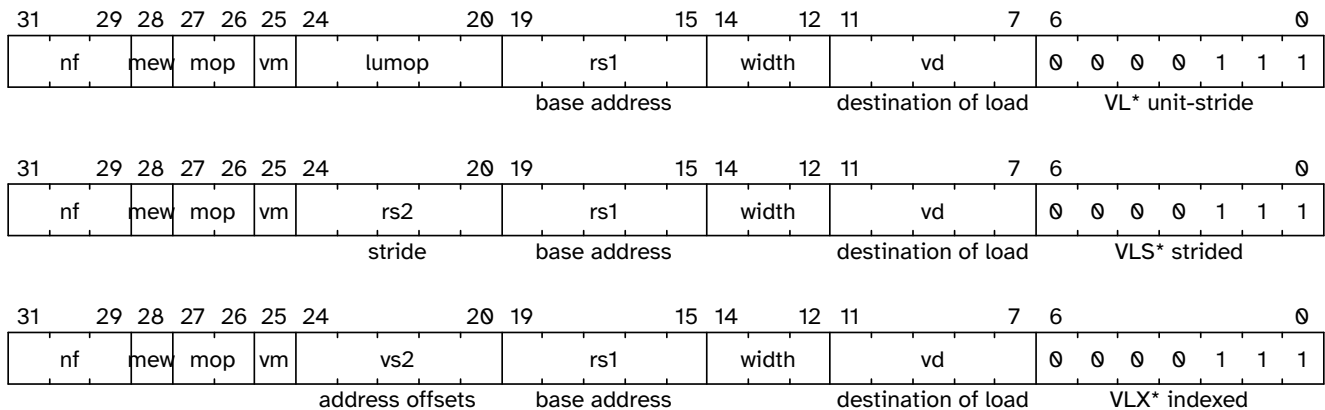 31 29 28 27 26 25 24 20 19 15 14 12 11 7 6 0
nf mew mop vm lumop rs1 width vd 0 0 0 0 1 1 1
base address destination of load VL* unit-stride
31 29 28 27 26 25 24 20 19 15 14 12 11 7 6 0
nf mew mop vm rs2 rs1 width vd 0 0 0 0 1 1 1
stride base address destination of load VLS* strided
31 29 28 27 26 25 24 20 19 15 14 12 11 7 6 0
nf mew mop vm vs2 rs1 width vd 0 0 0 0 1 1 1
address offsets base address destination of load VLX* indexed